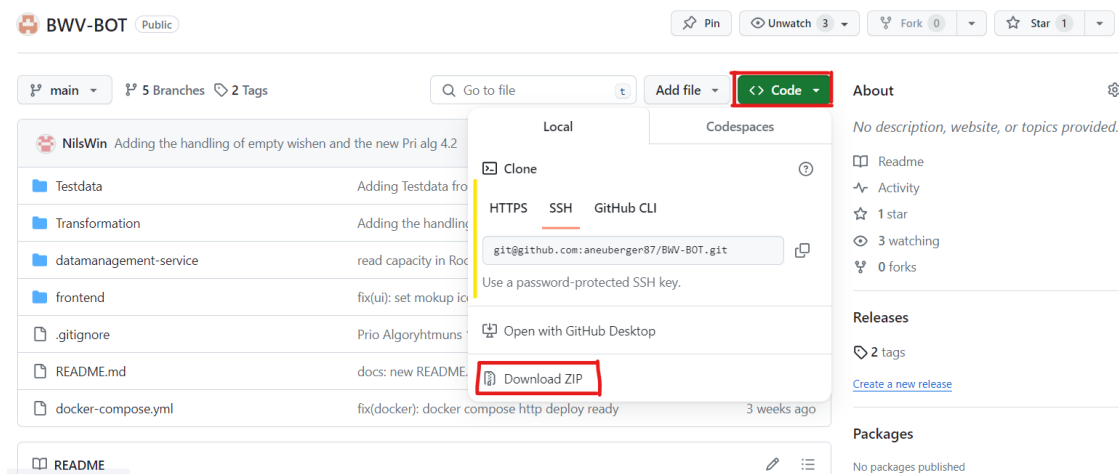 BWV-BOT Public
Pin
Unwatch 3
Fork 0
Star 1
main
5 Branches
2 Tags
Go to file t
Add file
Code
NilsWin Adding the handling of empty wishen and the new Pri alg 4.2
Testdata Adding Testdata fro
Transformation Adding the handling
datamanagement-service read capacity in Roo
frontend fix(ui): set mokup ico
.gitignore Prio Algoryhtmuns
README.md docs: new README.
docker-compose.yml fix(docker): docker compose http deploy ready 3 weeks ago
README
Local Codespaces
Clone
HTTPS SSH GitHub CLI
git@github.com:aneuberger87/BWV-BOT.git
Use a password-protected SSH key.
Open with GitHub Desktop
Download ZIP
About
No description, website, or topics provided.
Readme
Activity
1 star
3 watching
0 forks
Releases
2 tags
Create a new release
Packages
No packages published